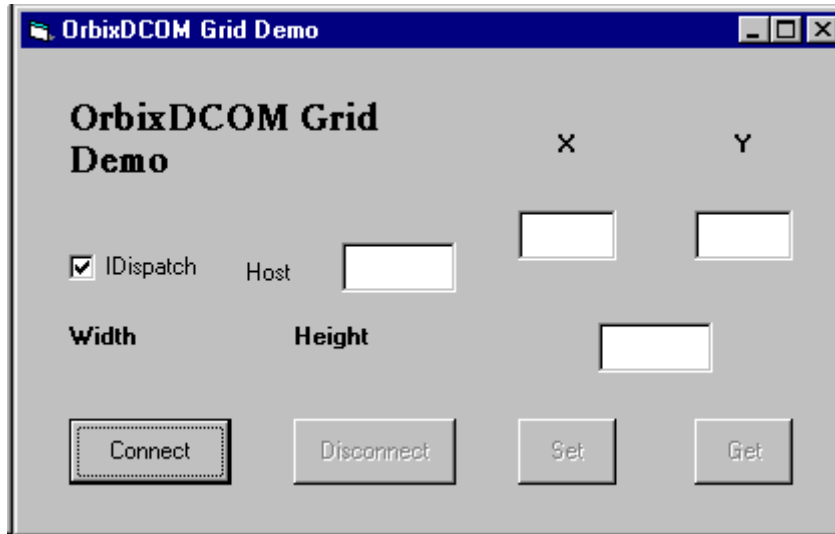 OrbixDCOM Grid Demo
OrbixDCOM Grid
Demo
X Y
IDispatch Host
Width Height
Connect Disconnect Set Get